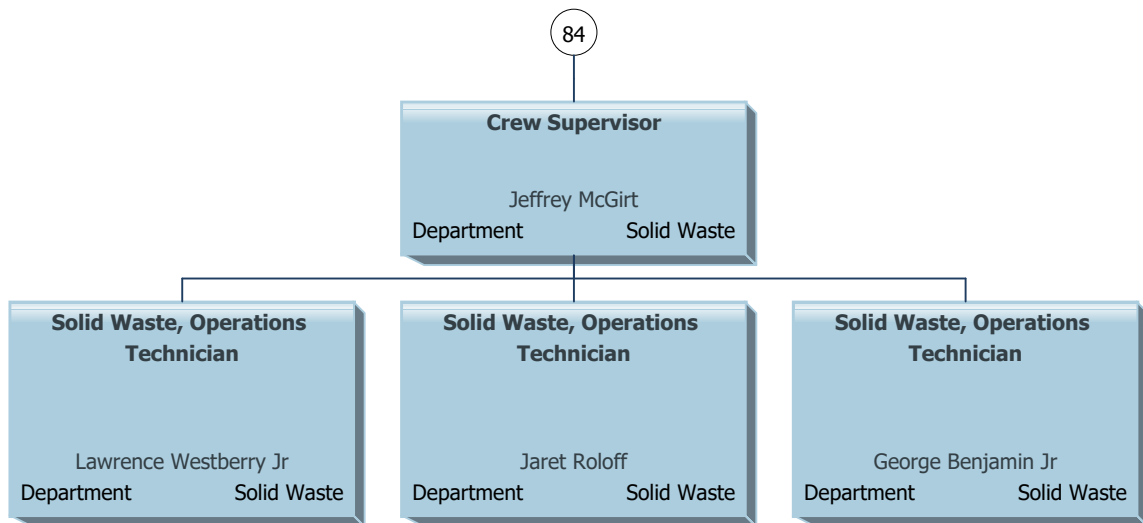 84
Crew Supervisor
Jeffrey McGirt
Department Solid Waste
Solid Waste, Operations
Technician
Lawrence Westberry Jr
Department Solid Waste
Solid Waste, Operations
Technician
Jaret Roloff
Department Solid Waste
Solid Waste, Operations
Technician
George Benjamin Jr
Department Solid Waste